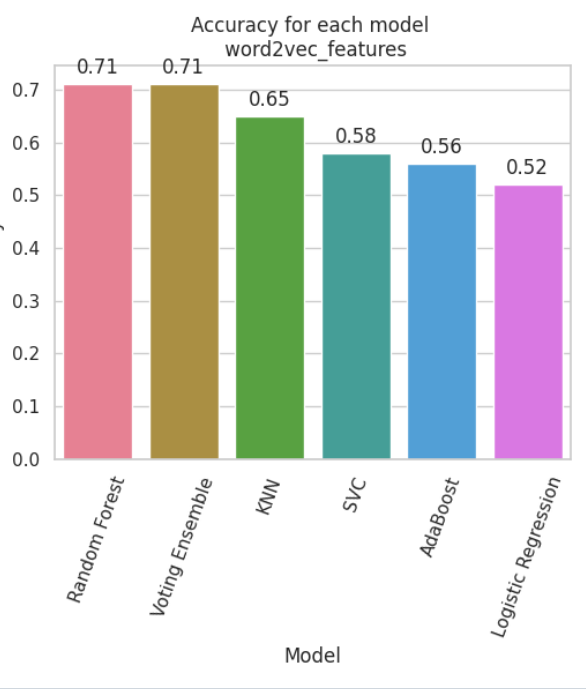 Accuracy for each model
word2vec_features
0.71
0.71
0.65
0.58
0.56
0.52
0.7
0.6
0.5
0.4
0.3
0.2
0.1
0.0
Random Forest
Voting Ensemble
KNN
SVC
AdaBoost
Logistic Regression
Model